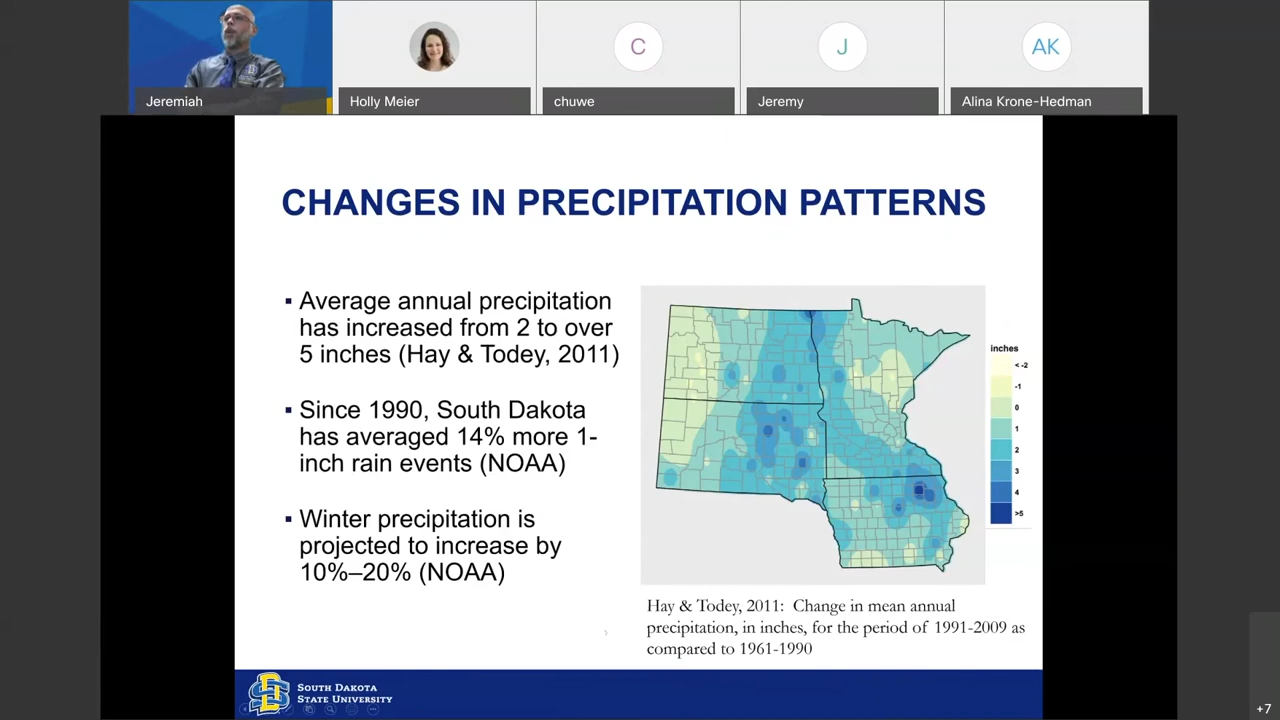 Jeremiah
Holly Meier
C
chuwe
J
Jeremy
AK
Alina Krone-Hedman
CHANGES IN PRECIPITATION PATTERNS
▪ Average annual precipitation
has increased from 2 to over
5 inches (Hay & Todey, 2011)
▪ Since 1990, South Dakota
has averaged 14% more 1-
inch rain events (NOAA)
▪ Winter precipitation is
projected to increase by
10%–20% (NOAA)
inches
< -2
-1
0
1
2
3
4
>5
Hay & Todey, 2011: Change in mean annual
precipitation, in inches, for the period of 1991-2009 as
compared to 1961-1990
SOUTH DAKOTA
STATE UNIVERSITY
+7